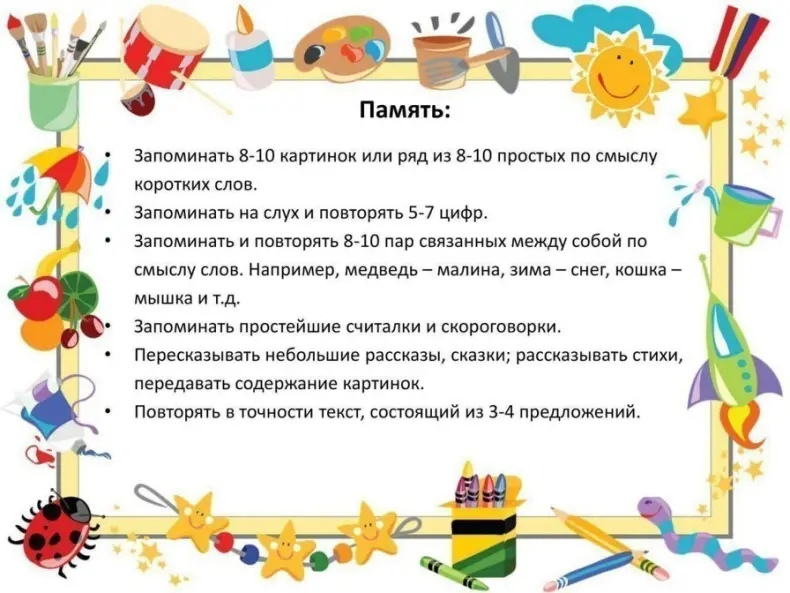 Память:
• Запоминать 8-10 картинок или ряд из 8-10 простых по смыслу
коротких слов.
• Запоминать на слух и повторять 5-7 цифр.
• Запоминать и повторять 8-10 пар связанных между собой по
смыслу слов. Например, медведь – малина, зима – снег, кошка –
мышка и т.д.
• Запоминать простейшие считалки и скороговорки.
• Пересказывать небольшие рассказы, сказки; рассказывать стихи,
передавать содержание картинок.
• Повторять в точности текст, состоящий из 3-4 предложений.